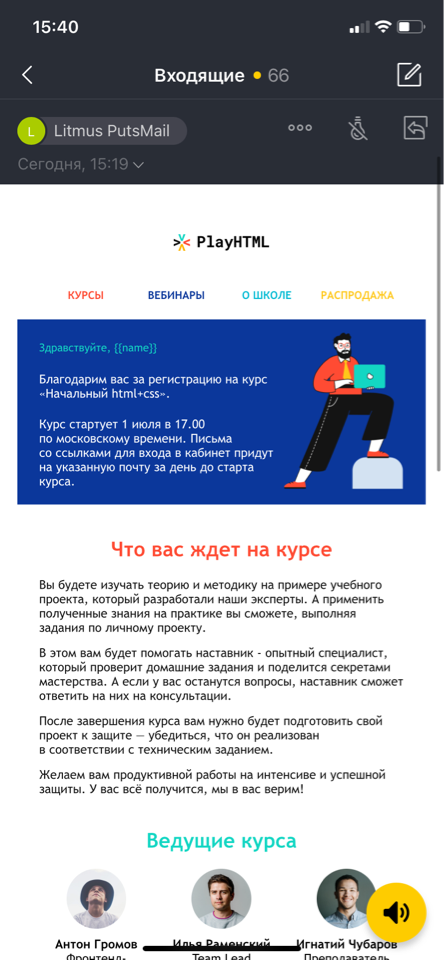 15:40
Входящие • 66
L Litmus PutsMail
Сегодня, 15:19
PlayHTML
КУРСЫ ВЕБИНАРЫ О ШКОЛЕ РАСПРОДАЖА
Здравствуйте, {{name}}
Благодарим вас за регистрацию на курс
«Начальный html+css».
Курс стартует 1 июля в 17.00
по московскому времени. Письма
со ссылками для входа в кабинет придут
на указанную почту за день до старта
курса.
Что вас ждет на курсе
Вы будете изучать теорию и методику на примере учебного
проекта, который разработали наши эксперты. А применить
полученные знания на практике вы сможете, выполняя
задания по личному проекту.
В этом вам будет помогать наставник - опытный специалист,
который проверит домашние задания и поделится секретами
мастерства. А если у вас останутся вопросы, наставник сможет
ответить на них на консультации.
После завершения курса вам нужно будет подготовить свой
проект к защите — убедиться, что он реализован
в соответствии с техническим заданием.
Желаем вам продуктивной работы на интенсиве и успешной
защиты. У вас всё получится, мы в вас верим!
Ведущие курса
Антон Громов Илья Раменский Игнатий Чубаров
Фронтенд- Team Lead Преподаватель